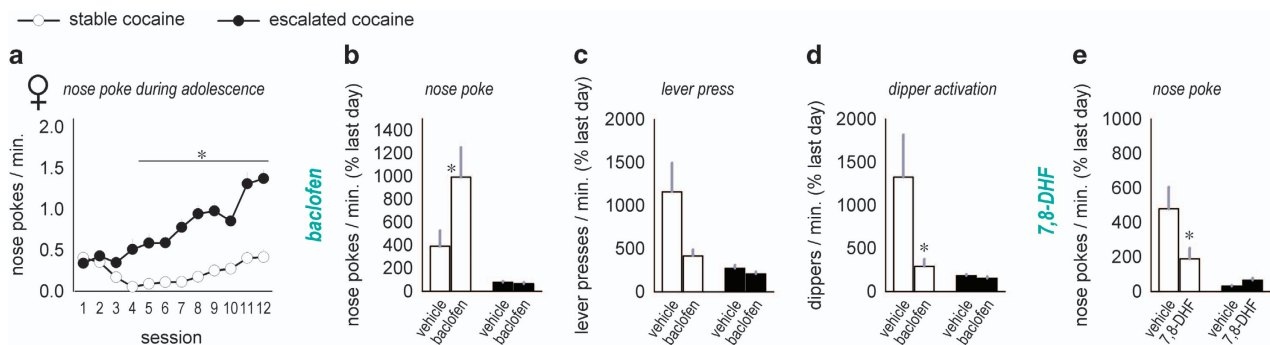 stable cocaine escalated cocaine
a
♀ nose poke during adolescence
nose pokes / min.
2.0
1.5
1.0
0.5
0.0
*
1 2 3 4 5 6 7 8 9 10 11 12
session
baclofen
b
nose poke
nose pokes / min. (% last day)
1400
1200
1000
800
600
400
200
0
*
vehicle
baclofen
vehicle
baclofen
c
lever press
lever presses / min. (% last day)
2000
1500
1000
500
0
vehicle
baclofen
vehicle
baclofen
d
dipper activation
dippers / min. (% last day)
2000
1500
1000
500
0
*
vehicle
baclofen
vehicle
baclofen
7,8-DHF
e
nose poke
nose pokes / min. (% last day)
1000
800
600
400
200
0
*
vehicle
7,8-DHF
vehicle
7,8-DHF